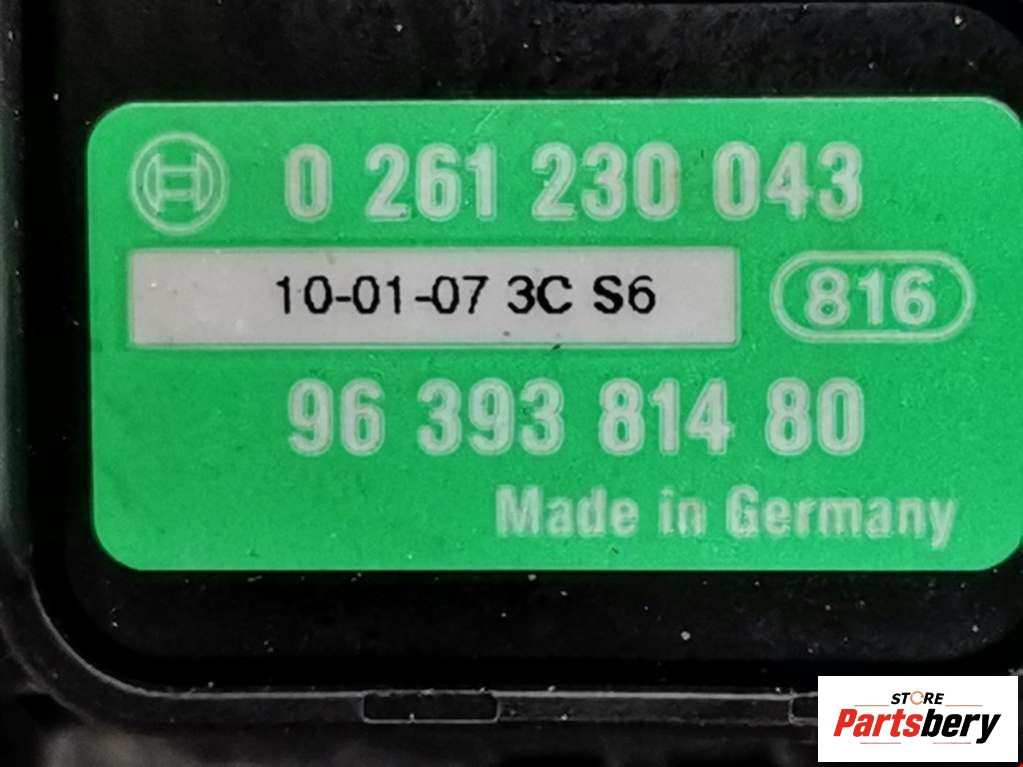 0 261 230 043
10-01-07 3C S6
816
96 393 814 80
Made in Germany
STORE
Partsbery